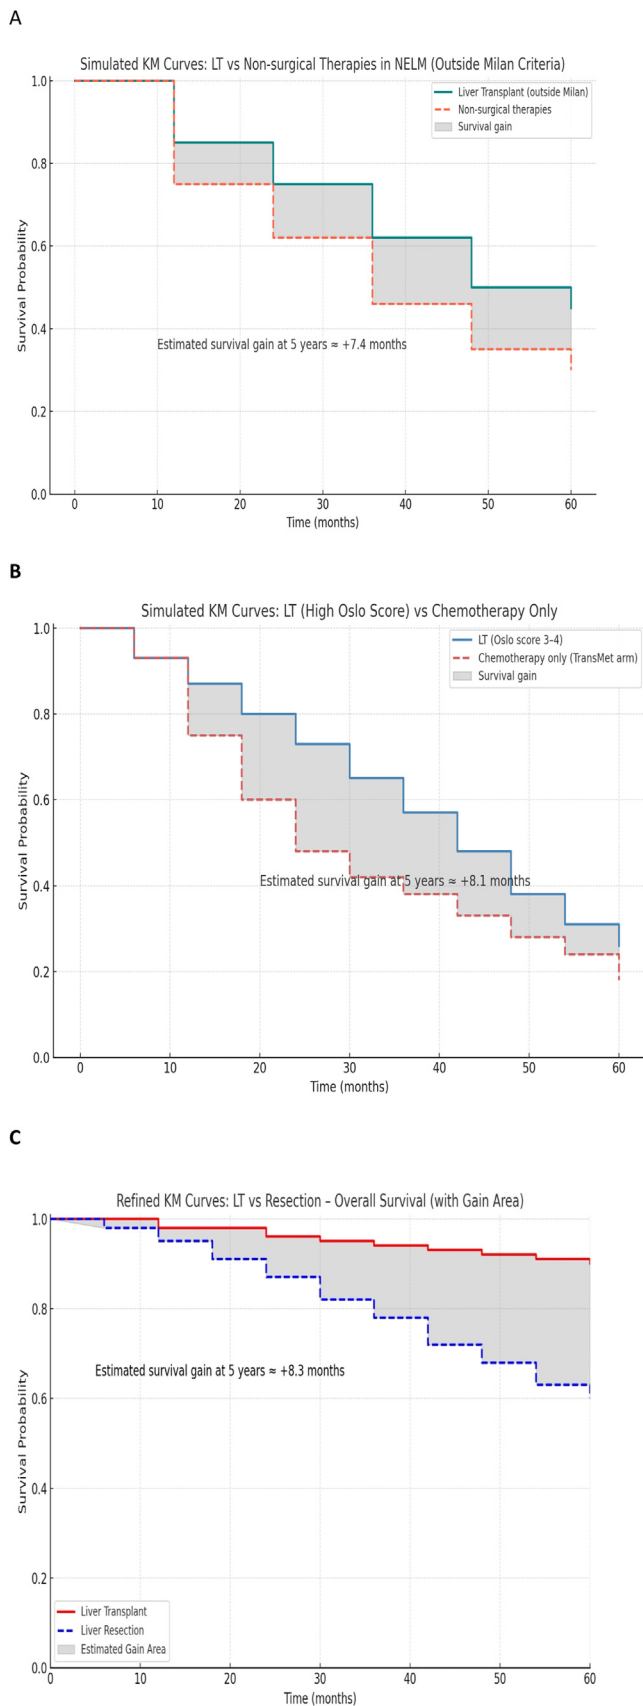 A
Simulated KM Curves: LT vs Non-surgical Therapies in NELM (Outside Milan Criteria)
1.0
Liver Transplant (outside Milan)
Non-surgical therapies
Survival gain
0.8
0.6
Survival Probability
0.4
Estimated survival gain at 5 years ≈ +7.4 months
0.2
0.0
0 10 20 30 40 50 60
Time (months)
B
Simulated KM Curves: LT (High Oslo Score) vs Chemotherapy Only
1.0
LT (Oslo score 3–4)
Chemotherapy only (TransMet arm)
Survival gain
0.8
0.6
Survival Probability
0.4
Estimated survival gain at 5 years ≈ +8.1 months
0.2
0.0
0 10 20 30 40 50 60
Time (months)
C
Refined KM Curves: LT vs Resection – Overall Survival (with Gain Area)
1.0
0.8
Estimated survival gain at 5 years ≈ +8.3 months
0.6
Survival Probability
0.4
0.2
Liver Transplant
Liver Resection
Estimated Gain Area
0.0
0 10 20 30 40 50 60
Time (months)